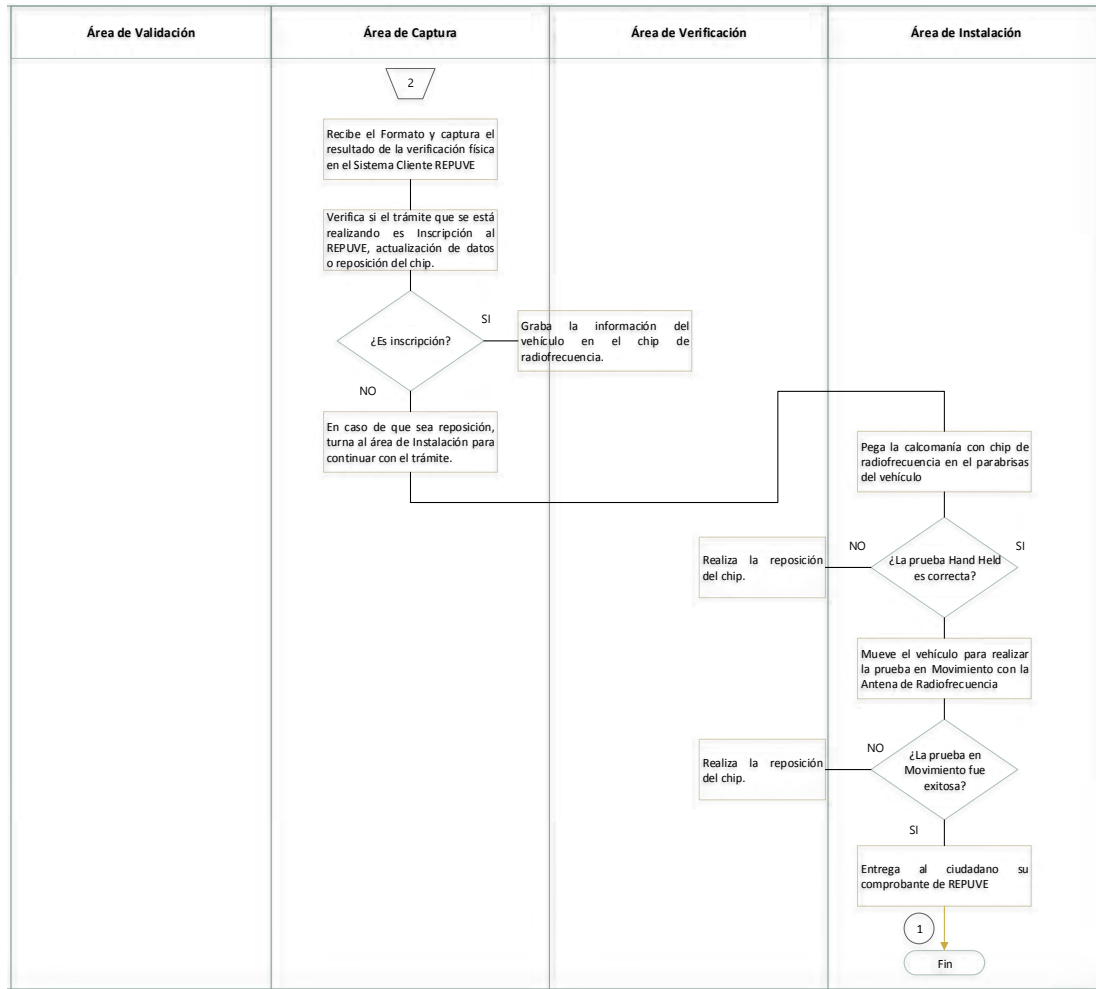 Área de Validación
Área de Captura
Área de Verificación
Área de Instalación
2
Recibe el Formato y captura el
resultado de la verificación física
en el Sistema Cliente REPUVE
Verifica si el trámite que se está
realizando es Inscripción al
REPUVE, actualización de datos
o reposición del chip.
¿Es inscripción?
SI
Graba la información del
vehículo en el chip de
radiofrecuencia.
NO
En caso de que sea reposición,
turna al área de Instalación para
continuar con el trámite.
Pega la calcomanía con chip de
radiofrecuencia en el parabrisas
del vehículo
¿La prueba Hand Held
es correcta?
NO
SI
Realiza la reposición
del chip.
Mueve el vehículo para realizar
la prueba en Movimiento con la
Antena de Radiofrecuencia
¿La prueba en
Movimiento fue
exitosa?
NO
Realiza la reposición
del chip.
SI
Entrega al ciudadano su
comprobante de REPUVE
1
Fin